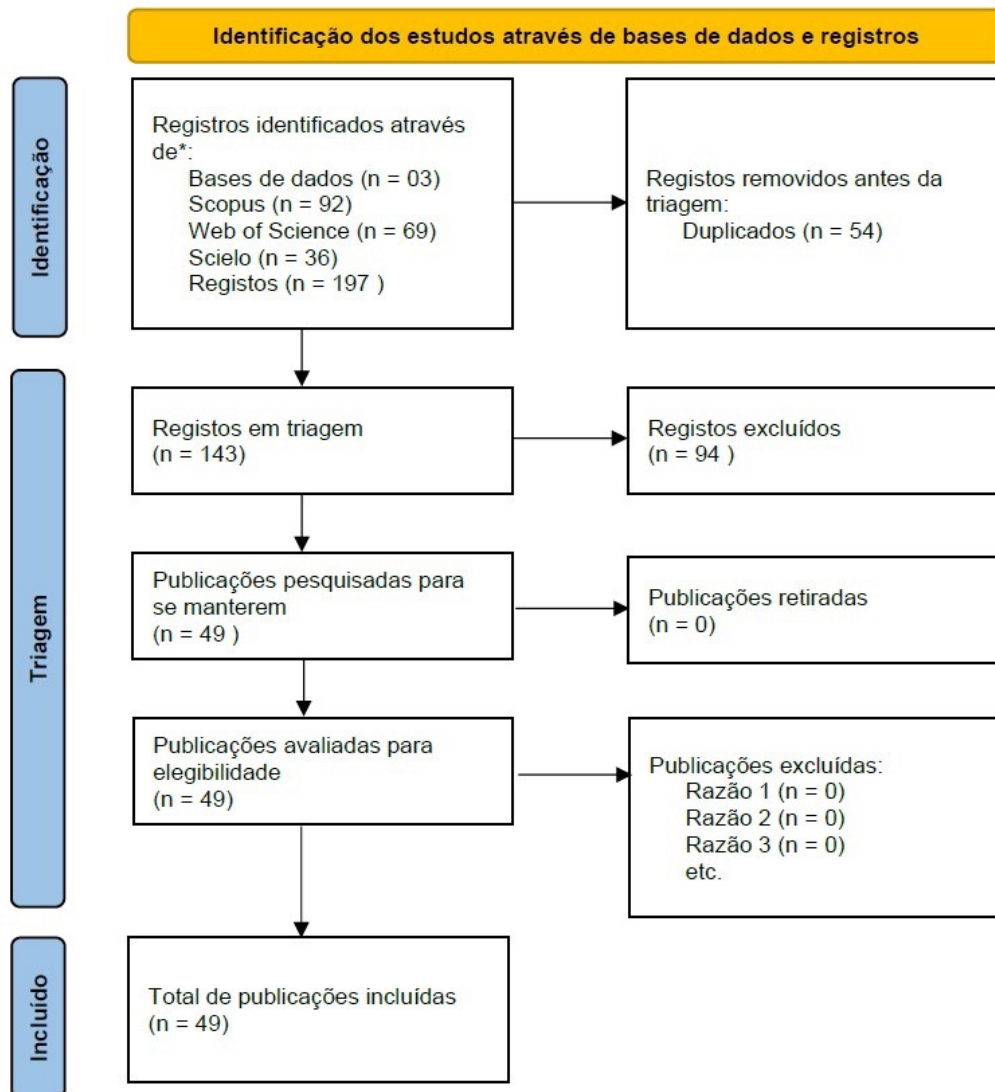 Identificação dos estudos através de bases de dados e registros
Identificação
Registros identificados através
de*:
Bases de dados (n = 03)
Scopus (n = 92)
Web of Science (n = 69)
Scielo (n = 36)
Registos (n = 197 )
Registos removidos antes da
triagem:
Duplicados (n = 54)
Triagem
Registos em triagem
(n = 143)
Registos excluídos
(n = 94 )
Publicações pesquisadas para
se manterem
(n = 49 )
Publicações retiradas
(n = 0)
Publicações avaliadas para
elegibilidade
(n = 49)
Publicações excluídas:
Razão 1 (n = 0)
Razão 2 (n = 0)
Razão 3 (n = 0)
etc.
Incluído
Total de publicações incluídas
(n = 49)